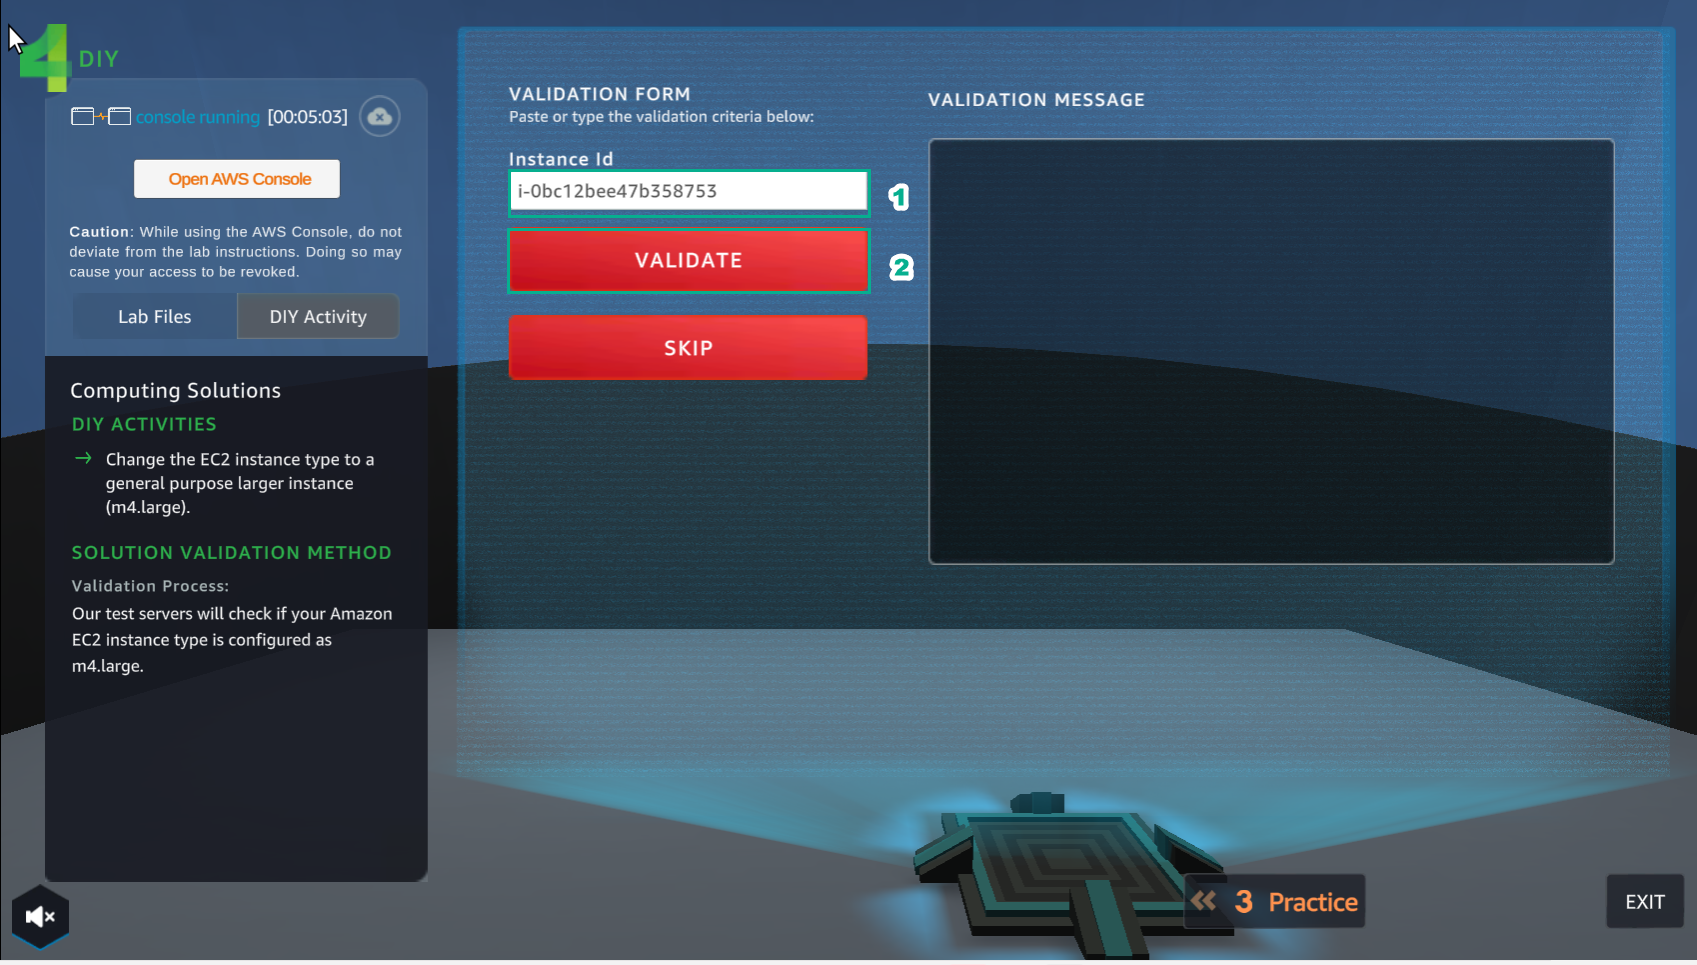 4 DIY
console running [00:05:03]
Open AWS Console
Caution: While using the AWS Console, do not
deviate from the lab instructions. Doing so may
cause your access to be revoked.
Lab Files
DIY Activity
Computing Solutions
DIY ACTIVITIES
→ Change the EC2 instance type to a
general purpose larger instance
(m4.large).
SOLUTION VALIDATION METHOD
Validation Process:
Our test servers will check if your Amazon
EC2 instance type is configured as
m4.large.
VALIDATION FORM
Paste or type the validation criteria below:
Instance Id
i-0bc12bee47b358753
1
VALIDATE
2
SKIP
VALIDATION MESSAGE
3 Practice
EXIT